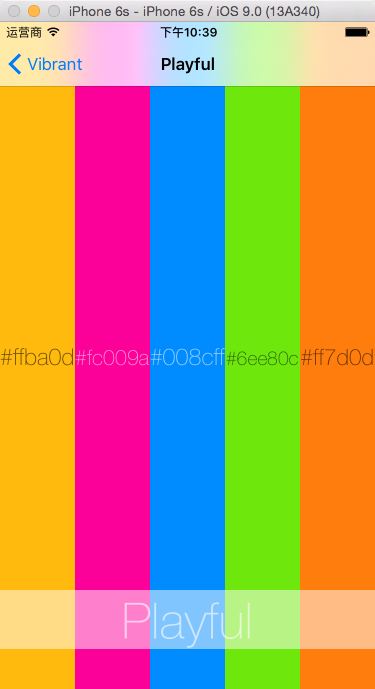 iPhone 6s - iPhone 6s / iOS 9.0 (13A340)
运营商 下午10:39
Vibrant Playful
#ffba0d #fc009a #008cff #6ee80c #ff7d0d
Playful